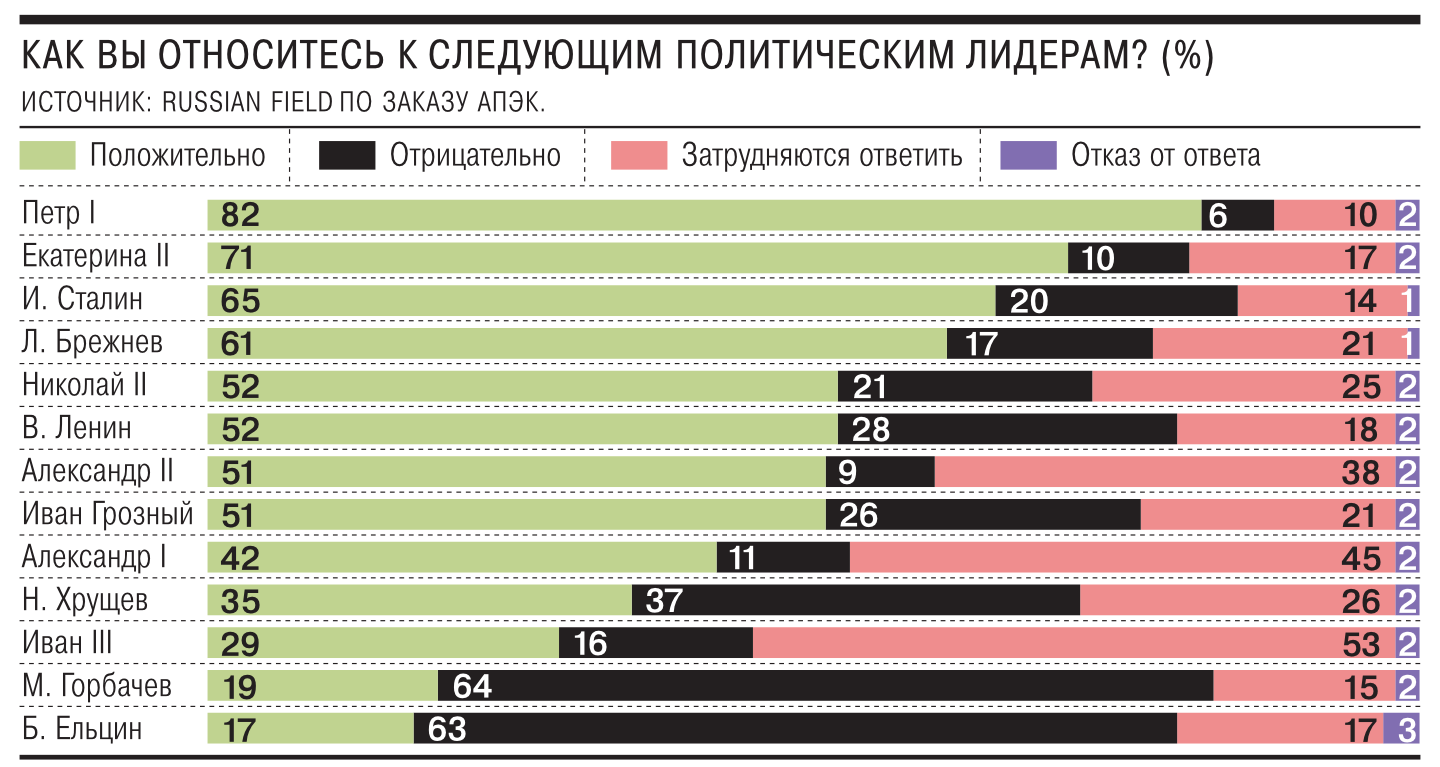 КАК ВЫ ОТНОСИТЕСЬ К СЛЕДУЮЩИМ ПОЛИТИЧЕСКИМ ЛИДЕРАМ? (%)
ИСТОЧНИК: RUSSIAN FIELD ПО ЗАКАЗУ АПЭК.
Положительно Отрицательно Затрудняются ответить Отказ от ответа
Петр I 82 6 10 2
Екатерина II 71 10 17 2
И. Сталин 65 20 14 1
Л. Брежнев 61 17 21 1
Николай II 52 21 25 2
В. Ленин 52 28 18 2
Александр II 51 9 38 2
Иван Грозный 51 26 21 2
Александр I 42 11 45 2
Н. Хрущев 35 37 26 2
Иван III 29 16 53 2
М. Горбачев 19 64 15 2
Б. Ельцин 17 63 17 3